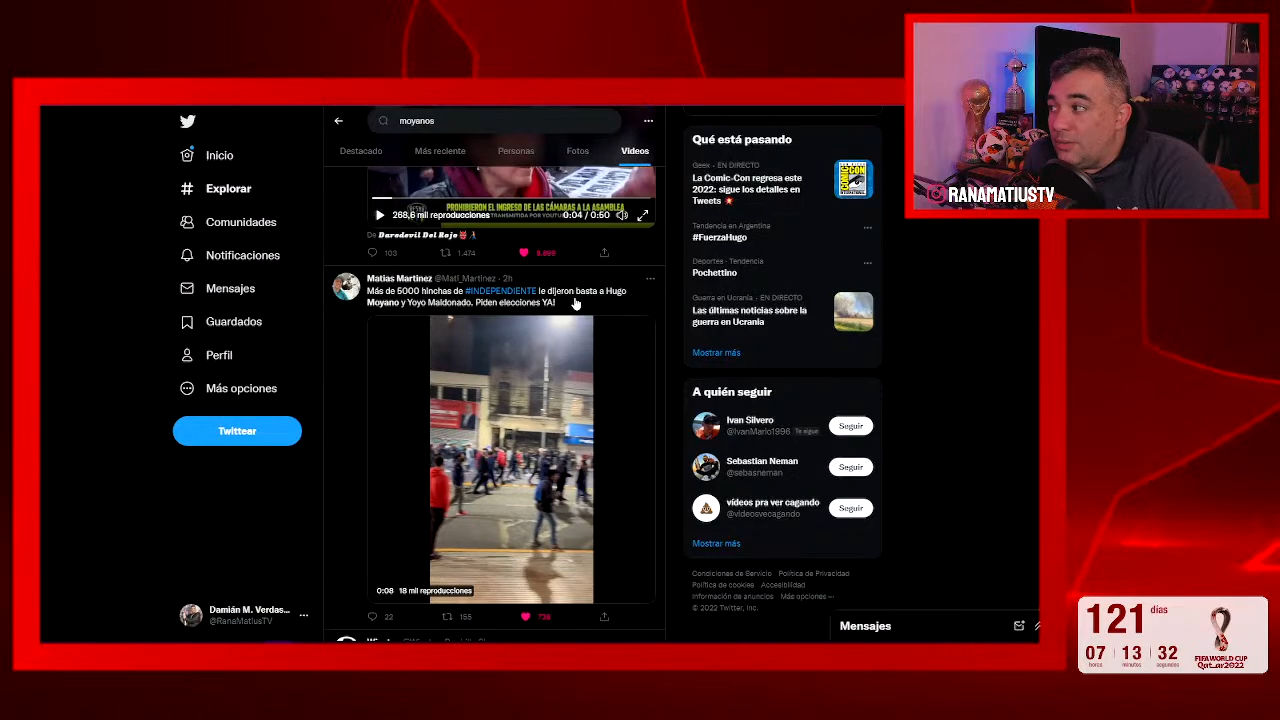 moyanos
Destacado
Más reciente
Personas
Fotos
Videos
Inicio
Explorar
Comunidades
Notificaciones
Mensajes
Guardados
Perfil
Más opciones
Twittear
Damián M. Verdas...
@RanaMatiusTV
PROHIBIERON EL INGRESO DE LAS CÁMARAS A LA ASAMBLEA
268,6 mil reproducciones
0:04 / 0:50
De Daredevil Del Rojo
103
1.474
Matias Martinez @Mati_Martinez · 2h
Más de 5000 hinchas de #INDEPENDIENTE le dijeron basta a Hugo
Moyano y Yoyo Maldonado. Piden elecciones YA!
0:08 18 mil reproducciones
22
155
738
Qué está pasando
Geek · EN DIRECTO
La Comic-Con regresa este
2022: sigue los detalles en
Tweets
COMIC CON
Tendencia en Argentina
#FuerzaHugo
Deportes · Tendencia
Pochettino
Guerra en Ucrania · EN DIRECTO
Las últimas noticias sobre la
guerra en Ucrania
Mostrar más
A quién seguir
Ivan Silvero
@IvanMario1996 Te sigue
Seguir
Sebastian Neman
@sebasneman
Seguir
vídeos pra ver cagando
@videosvecagando
Seguir
Mostrar más
Condiciones de Servicio Política de Privacidad
Política de cookies Accesibilidad
Información de anuncios Más opciones ···
© 2022 Twitter, Inc.
Mensajes
RANAMATIUSTV
121 días
07 13 32
horas minutos segundos
FIFA WORLD CUP
Qatar2022